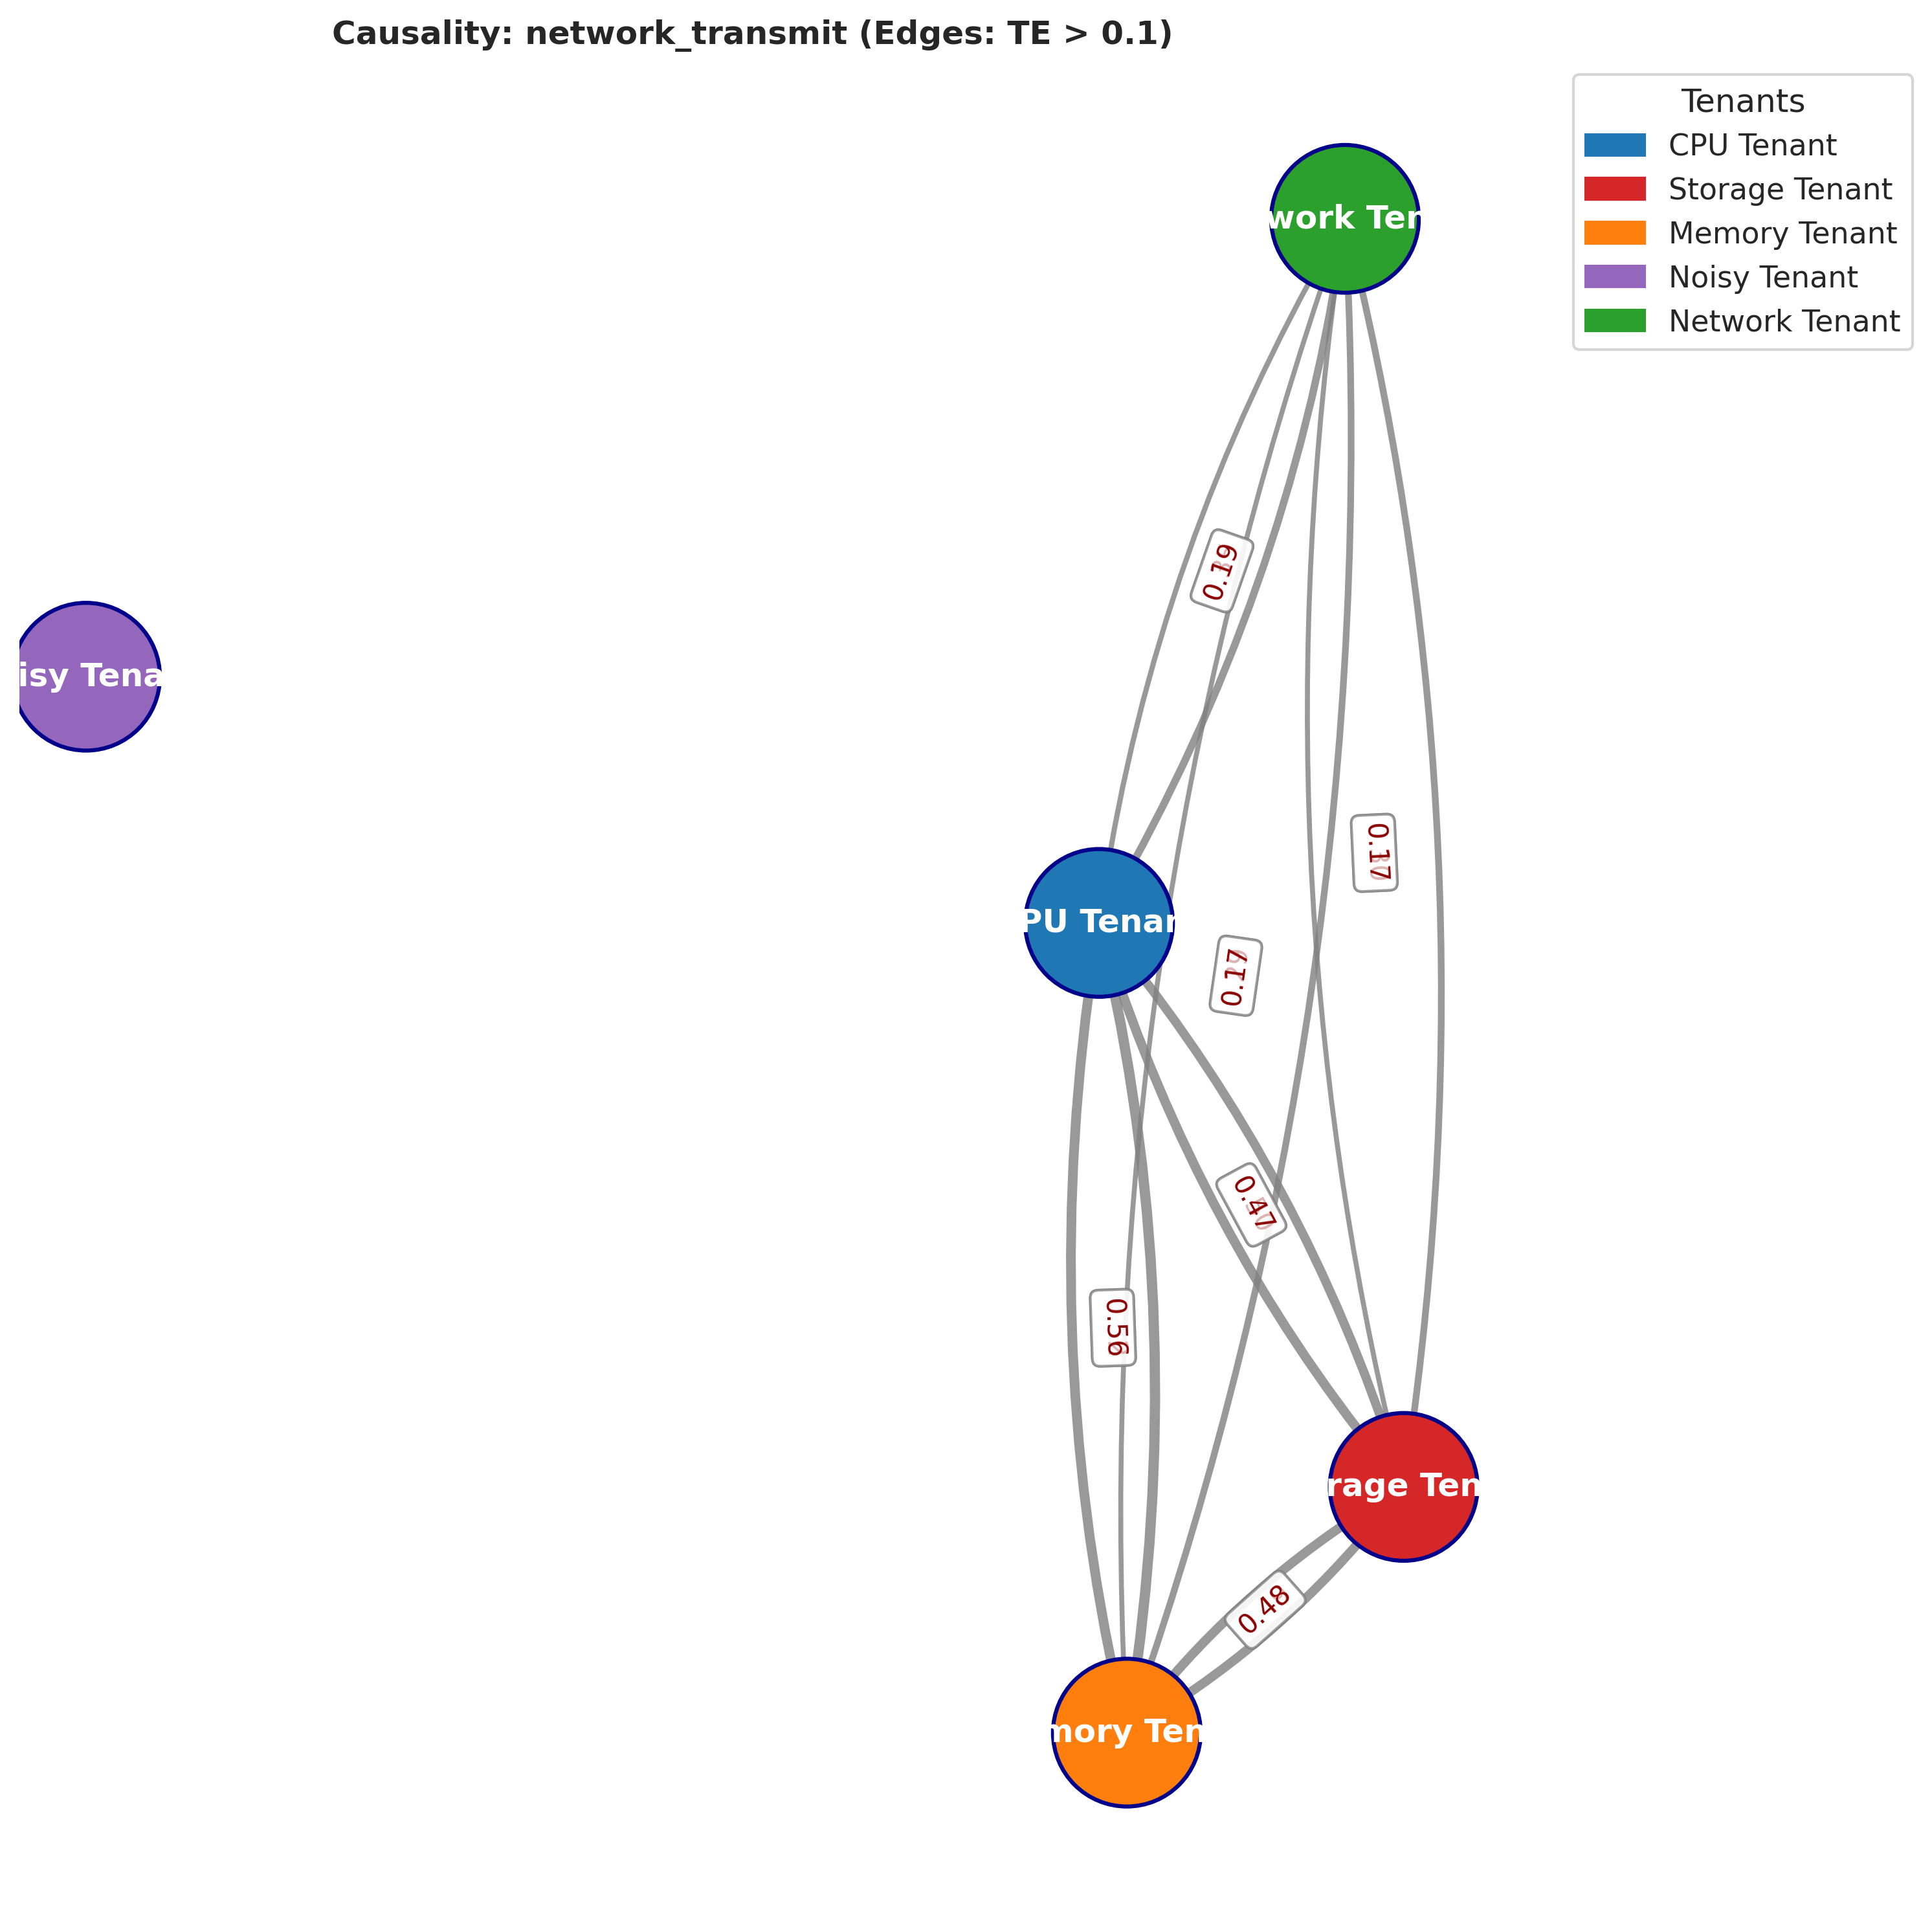 Causality: network_transmit (Edges: TE > 0.1)
Tenants
CPU Tenant
Storage Tenant
Memory Tenant
Noisy Tenant
Network Tenant
work Ten
0.19
isy Tena
0.17
PU Tenan
0.17
0.47
0.56
rage Ten
0.48
mory Ten